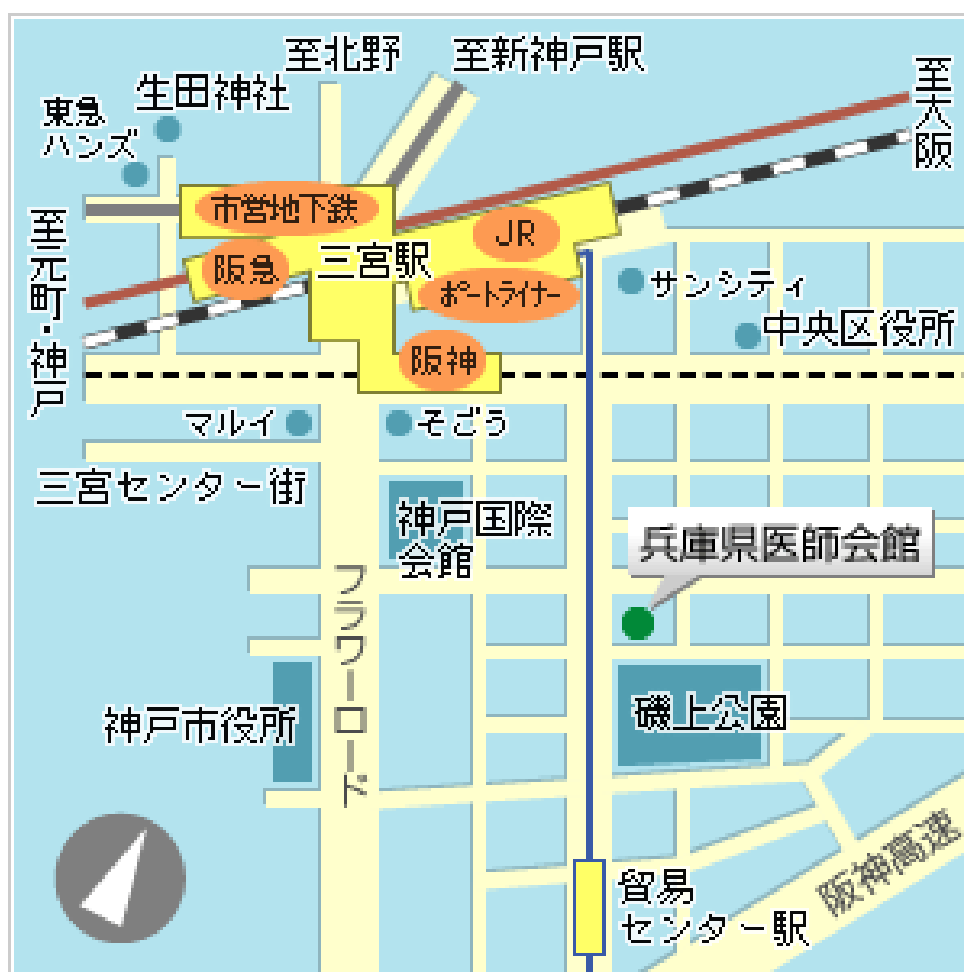 至北野
至新神戸駅
至大阪
生田神社
東急
ハンズ
市営地下鉄
JR
阪急
三宮駅
ポートライナー
サンシティ
中央区役所
至元町・神戸
阪神
マルイ
そごう
三宮センター街
神戸国際
会館
兵庫県医師会館
フラワーロード
磯上公園
神戸市役所
阪神高速
貿易
センター駅